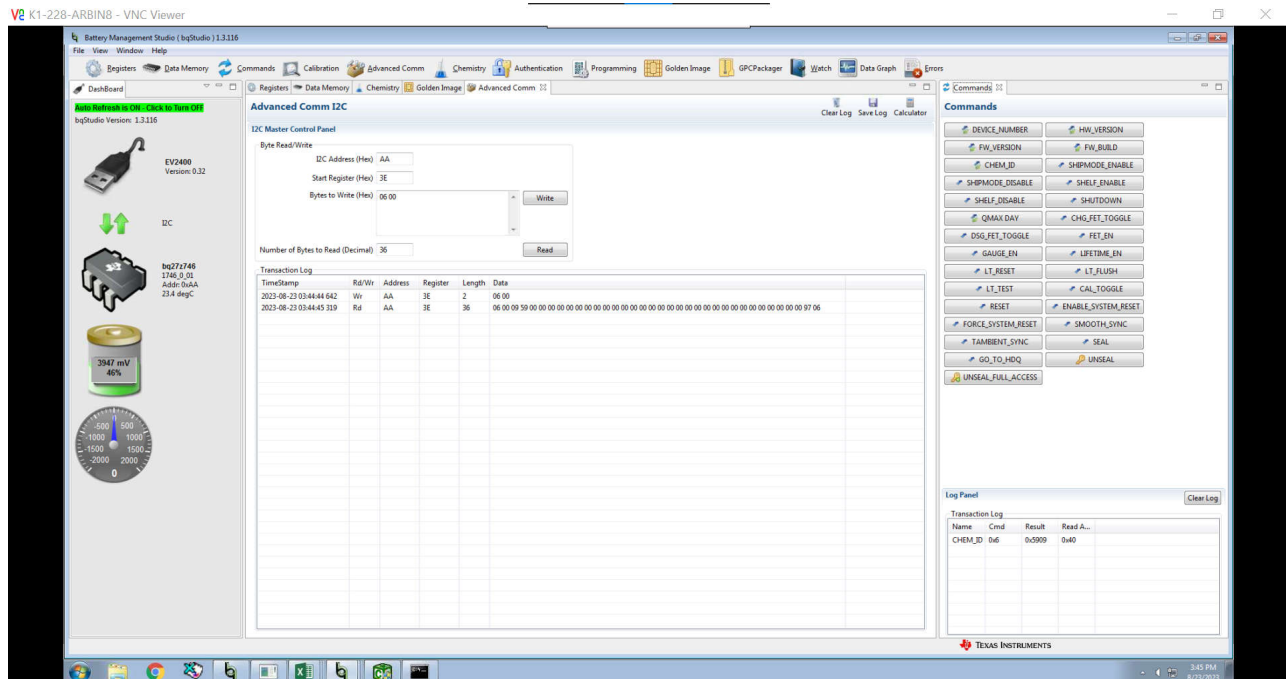 K1-228-ARBIN8 - VNC Viewer
Battery Management Studio ( bqStudio ) 1.3.116
File View Window Help
Registers Data Memory Commands Calibration Advanced Comm Chemistry Authentication Programming Golden Image GPCPackager Watch Data Graph Errors
DashBoard
Registers Data Memory Chemistry Golden Image Advanced Comm
Commands
Auto Refresh is ON - Click to Turn OFF
bqStudio Version: 1.3.116
EV2400
Version: 0.32
I2C
bq27z746
1746_0_01
Addr: 0xAA
23.4 degC
3947 mV
46%
-500 500
-1000 1000
-1500 1500
-2000 2000
0
Advanced Comm I2C
Clear Log Save Log Calculator
I2C Master Control Panel
Byte Read/Write
I2C Address (Hex) AA
Start Register (Hex) 3E
Bytes to Write (Hex) 06 00
Write
Number of Bytes to Read (Decimal) 36
Read
Transaction Log
TimeStamp Rd/Wr Address Register Length Data
2023-08-23 03:44:44 642 Wr AA 3E 2 06 00
2023-08-23 03:44:45 319 Rd AA 3E 36 06 00 09 59 00 00 00 00 00 00 00 00 00 00 00 00 00 00 00 00 00 00 00 00 00 00 00 00 00 00 00 00 00 00 97 06
Commands
DEVICE_NUMBER HW_VERSION
FW_VERSION FW_BUILD
CHEM_ID SHIPMODE_ENABLE
SHIPMODE_DISABLE SHELF_ENABLE
SHELF_DISABLE SHUTDOWN
QMAX DAY CHG_FET_TOGGLE
DSG_FET_TOGGLE FET_EN
GAUGE_EN LIFETIME_EN
LT_RESET LT_FLUSH
LT_TEST CAL_TOGGLE
RESET ENABLE_SYSTEM_RESET
FORCE_SYSTEM_RESET SMOOTH_SYNC
TAMBIENT_SYNC SEAL
GO_TO_HDQ UNSEAL
UNSEAL_FULL_ACCESS
Log Panel
Clear Log
Transaction Log
Name Cmd Result Read A...
CHEM_ID 0x6 0x5909 0x40
TEXAS INSTRUMENTS
3:45 PM
8/23/2023